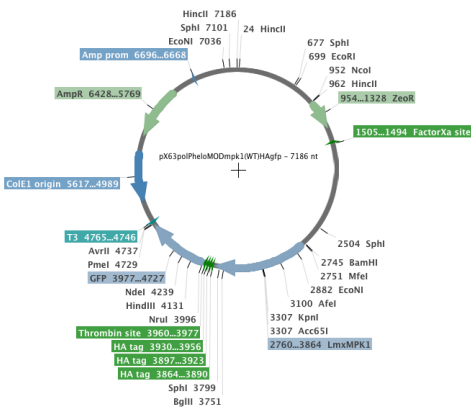 HincII 7186
SphI 7101
EcoNI 7036
Amp prom 6696...6668
AmpR 6428...5769
ColE1 origin 5617...4989
T3 4765...4746
AvrII 4737
PmeI 4729
GFP 3977...4727
NdeI 4239
HindIII 4131
NruI 3996
Thrombin site 3960...3977
HA tag 3930...3956
HA tag 3897...3923
HA tag 3864...3890
SphI 3799
BglII 3751
pX63polPheloMODmpk1(WT)HAgfp - 7186 nt
24 HincII
677 SphI
699 EcoRI
952 NcoI
962 HincII
954...1328 ZeoR
1505...1494 FactorXa site
2504 SphI
2745 BamHI
2751 MfeI
2882 EcoNI
3100 AfeI
3307 KpnI
3307 Acc65I
2760...3864 LmxMPK1